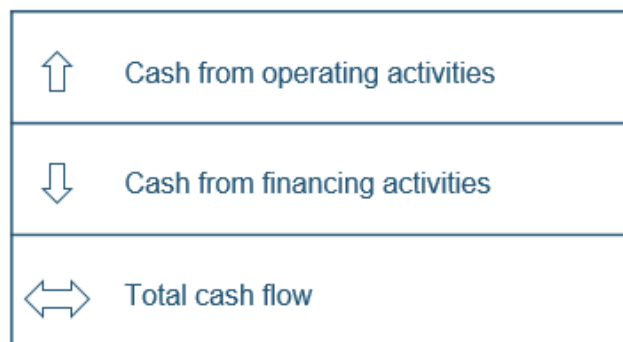 Cash from operating activities
Cash from financing activities
Total cash flow